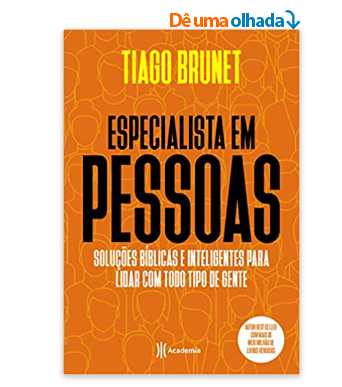 Dê uma olhada
TIAGO BRUNET
ESPECIALISTA EM
PESSOAS
SOLUÇÕES BÍBLICAS E INTELIGENTES PARA
LIDAR COM TODO TIPO DE GENTE
AUTOR BEST-SELLER
COM MAIS DE
MEIO MILHÃO DE
LIVROS VENDIDOS
Academia